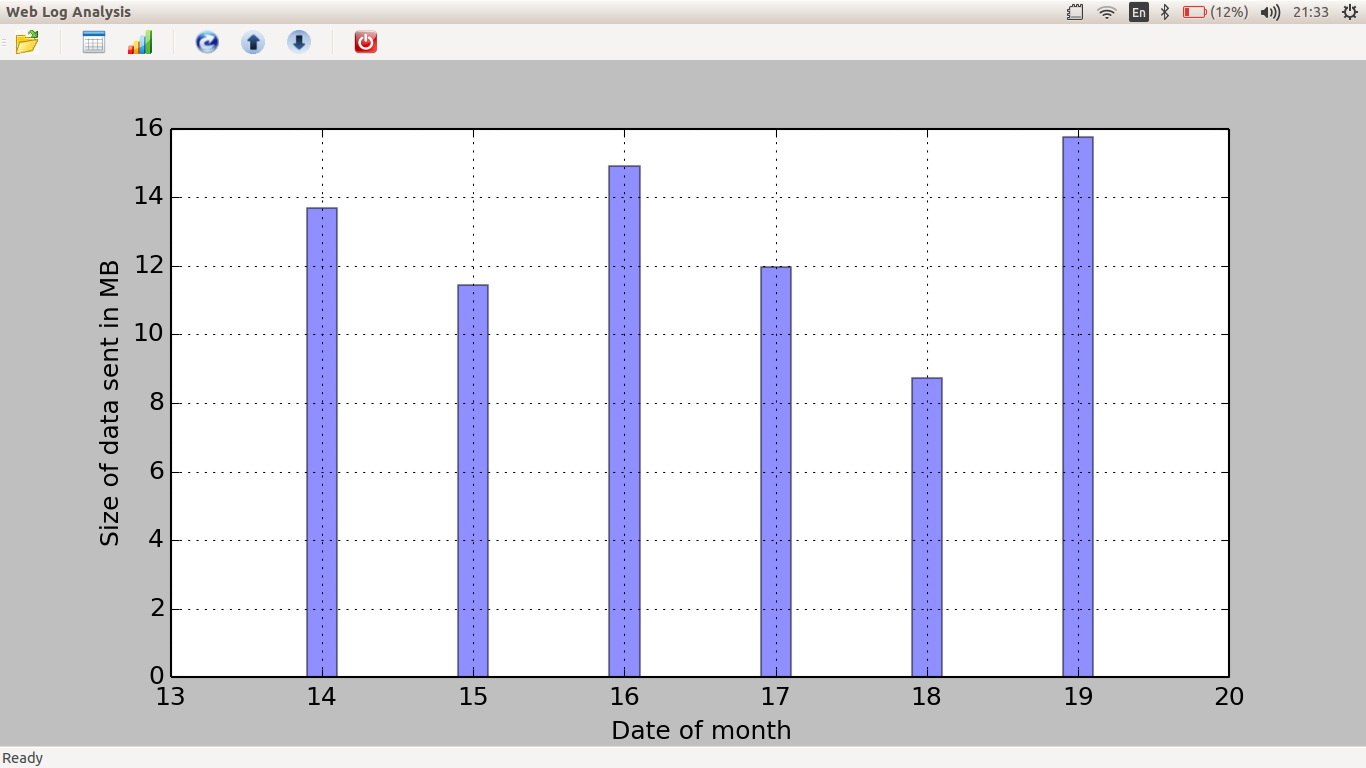 Web Log Analysis
En
(12%)
21:33
16
14
12
10
8
6
4
2
0
Size of data sent in MB
13 14 15 16 17 18 19 20
Date of month
Ready